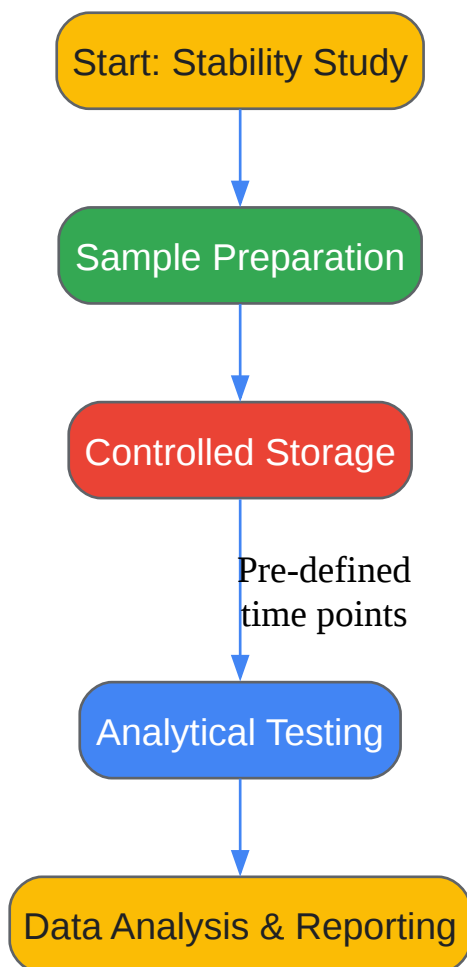 Start: Stability Study
Sample Preparation
Controlled Storage
Pre-defined
time points
Analytical Testing
Data Analysis & Reporting